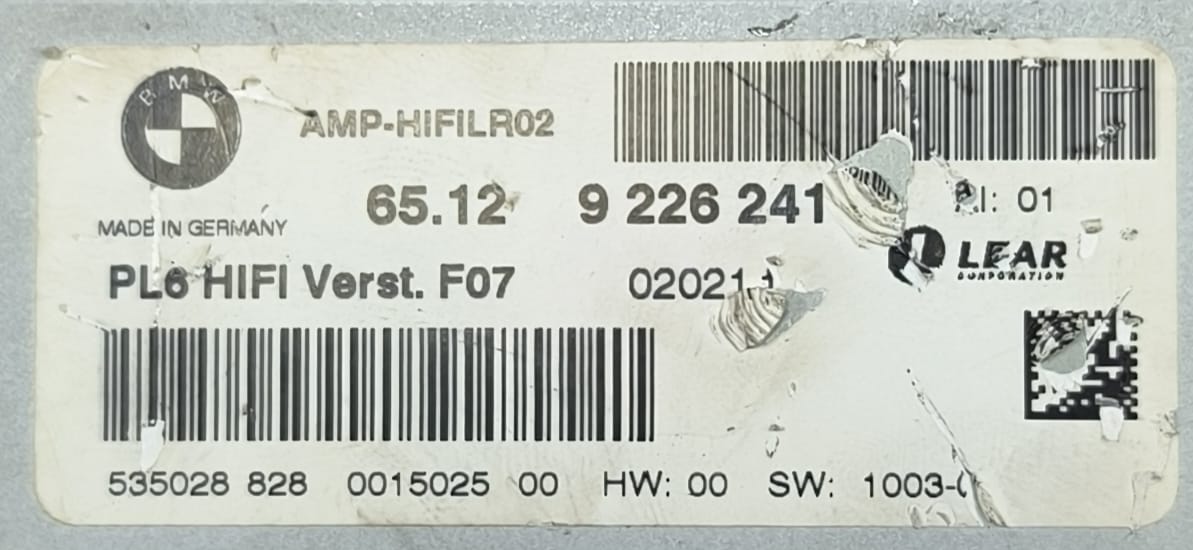 BMW
AMP-HIFILR02
65.12 9 226 241
: 01
MADE IN GERMANY
LEAR
CORPORATION
PL6 HIFI Verst. F07
535028 828 0015025 00 HW: 00 SW: 1003-